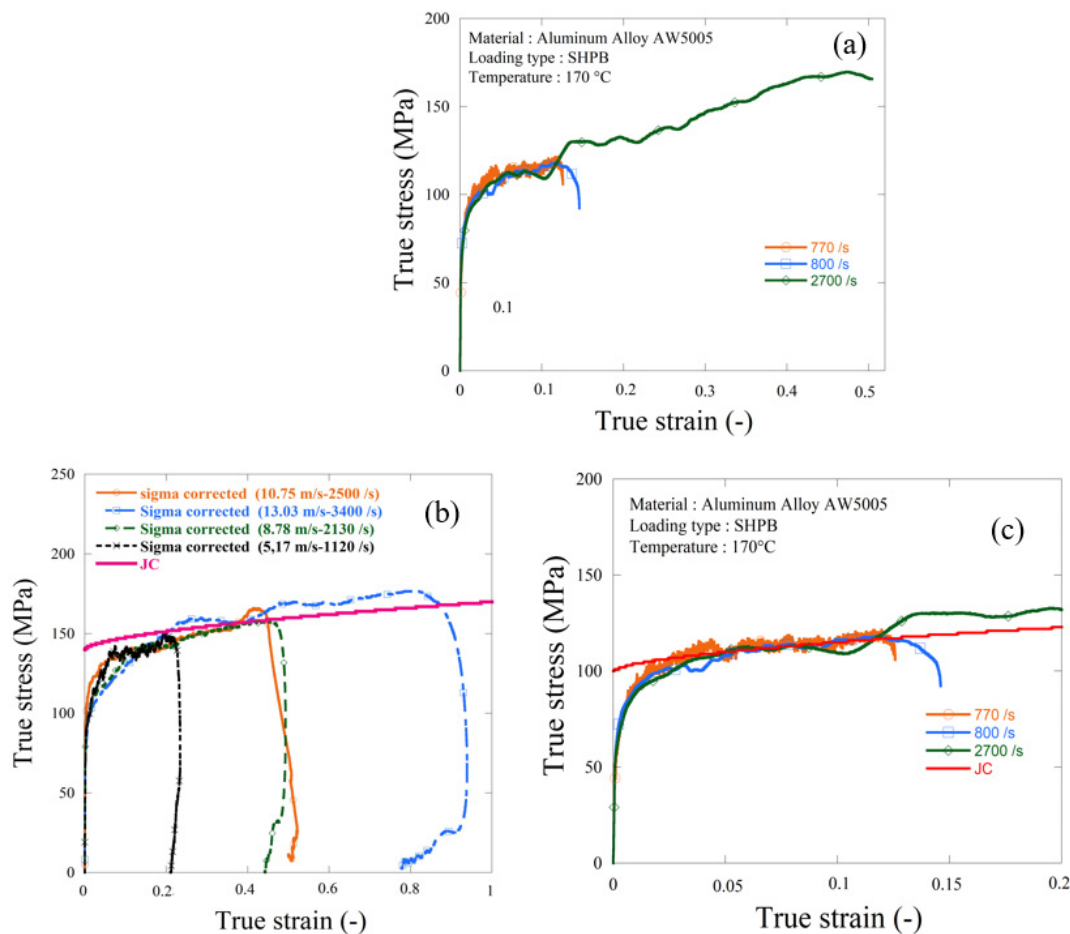 200
150
100
50
0
True stress (MPa)
Material : Aluminum Alloy AW5005
Loading type : SHPB
Temperature : 170 °C
(a)
770 /s
800 /s
2700 /s
0.1
0 0.1 0.2 0.3 0.4 0.5
True strain (-)
250
200
150
100
50
0
True stress (MPa)
sigma corrected (10.75 m/s-2500 /s)
Sigma corrected (13.03 m/s-3400 /s)
Sigma corrected (8.78 m/s-2130 /s)
Sigma corrected (5,17 m/s-1120 /s)
JC
(b)
0 0.2 0.4 0.6 0.8 1
True strain (-)
200
150
100
50
0
True stress (MPa)
Material : Aluminum Alloy AW5005
Loading type : SHPB
Temperature : 170°C
(c)
770 /s
800 /s
2700 /s
JC
0 0.05 0.1 0.15 0.2
True strain (-)